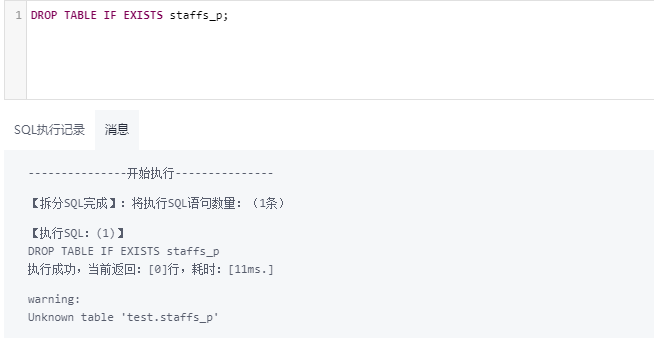 1 DROP TABLE IF EXISTS staffs_p;
SQL执行记录 消息
---------------开始执行---------------
【拆分SQL完成】：将执行SQL语句数量：（1条）
【执行SQL：(1)】
DROP TABLE IF EXISTS staffs_p
执行成功，当前返回：[0]行，耗时：[11ms.]
warning:
Unknown table 'test.staffs_p'